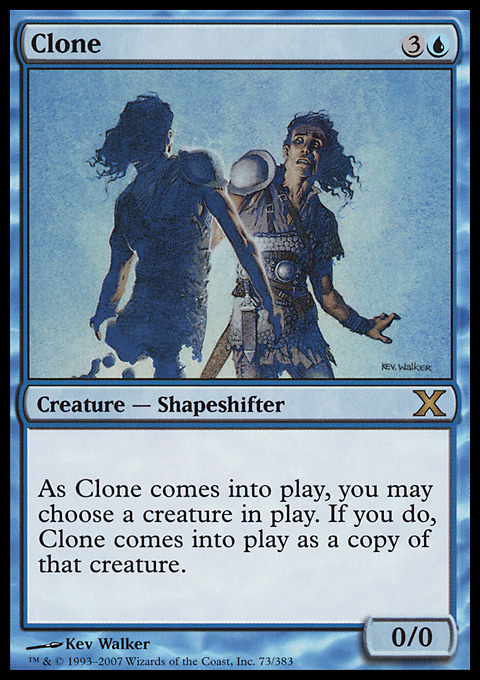 Clone
3
KEV. WALKER
Creature — Shapeshifter
X
As Clone comes into play, you may
choose a creature in play. If you do,
Clone comes into play as a copy of
that creature.
0/0
Kev Walker
™ & © 1993–2007 Wizards of the Coast, Inc. 73/383